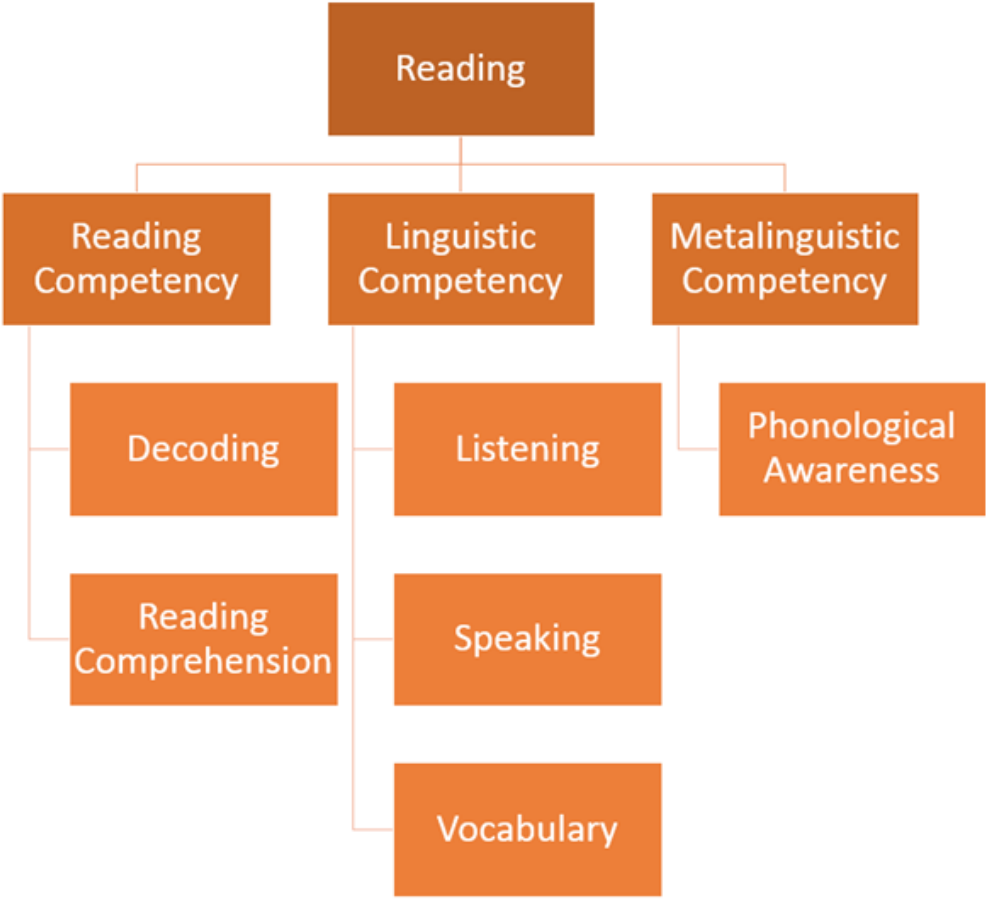 Reading
Reading
Competency
Linguistic
Competency
Metalinguistic
Competency
Decoding
Listening
Phonological
Awareness
Reading
Comprehension
Speaking
Vocabulary